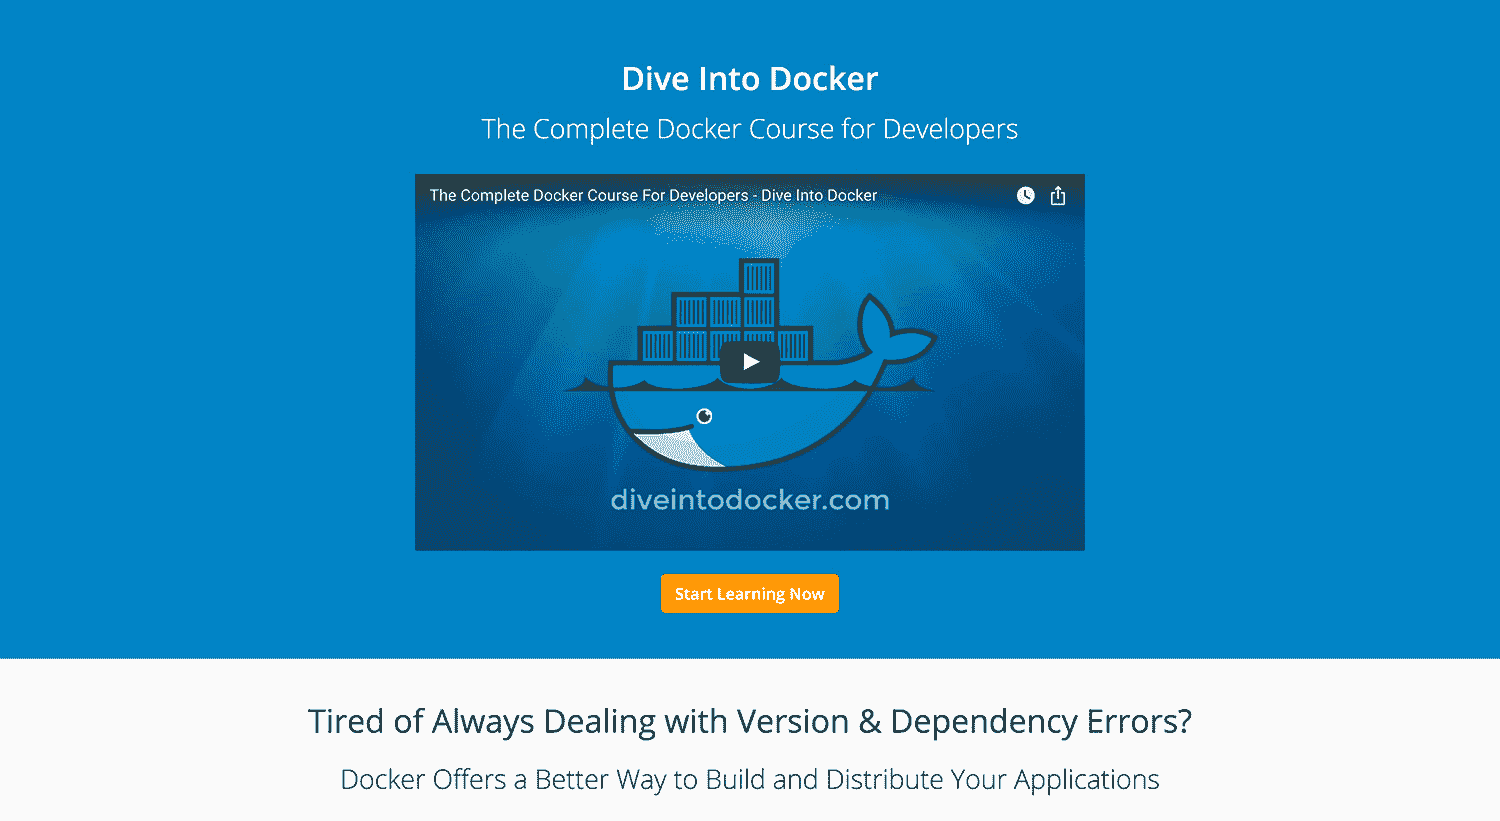 Dive Into Docker
The Complete Docker Course for Developers
The Complete Docker Course For Developers - Dive Into Docker
diveintodocker.com
Start Learning Now
Tired of Always Dealing with Version & Dependency Errors?
Docker Offers a Better Way to Build and Distribute Your Applications